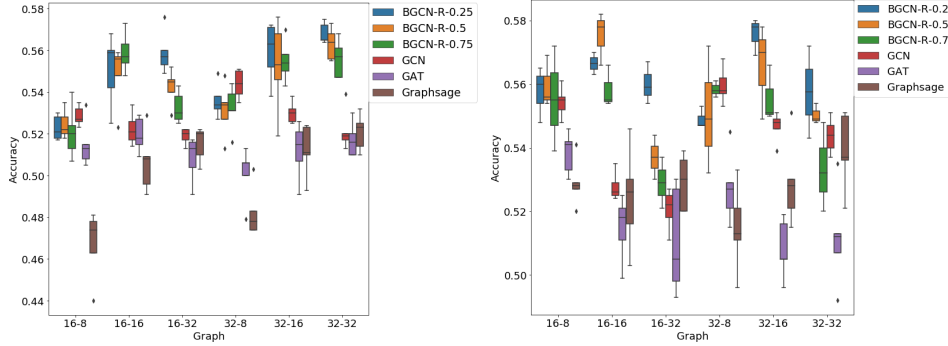 0.58
0.56
0.54
0.52
0.50
0.48
0.46
0.44
Accuracy
16-8
16-16
16-32
32-8
32-16
32-32
Graph
BGCN-R-0.25
BGCN-R-0.5
BGCN-R-0.75
GCN
GAT
Graphsage
0.58
0.56
0.54
0.52
0.50
Accuracy
16-8
16-16
16-32
32-8
32-16
32-32
Graph
BGCN-R-0.2
BGCN-R-0.5
BGCN-R-0.7
GCN
GAT
Graphsage